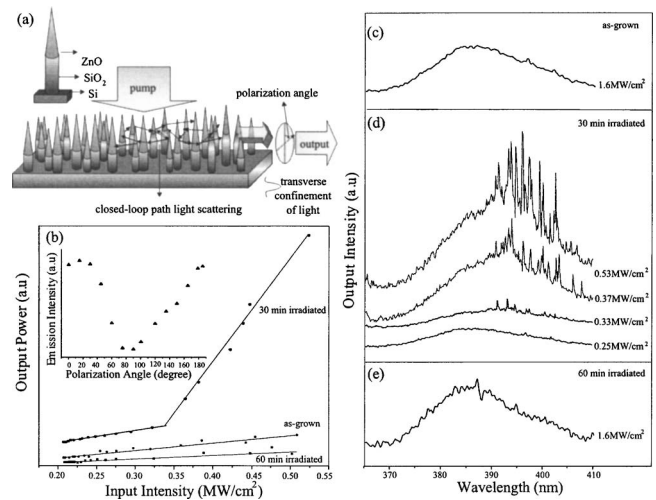 (a)
ZnO
SiO2
Si
pump
polarization angle
output
transverse
confinement
of light
closed-loop path light scattering
(b)
Output Power (a.u)
Emission Intensity (a.u)
0 20 40 60 80 100 120 140 160 180
Polarization Angle (degree)
30 min irradiated
as-grown
60 min irradiated
0.20 0.25 0.30 0.35 0.40 0.45 0.50 0.55
Input Intensity (MW/cm2)
Output Intensity (a.u)
(c)
as-grown
1.6MW/cm2
(d)
30 min irradiated
0.53MW/cm2
0.37MW/cm2
0.33MW/cm2
0.25MW/cm2
(e)
60 min irradiated
1.6MW/cm2
370 380 390 400 410
Wavelength (nm)